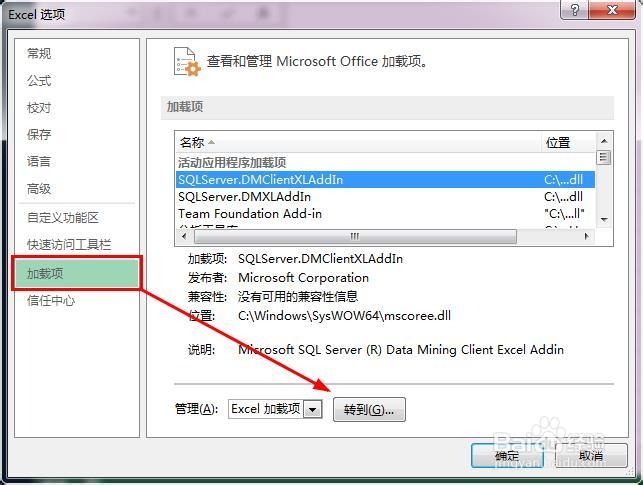 Excel 选项
常规
公式
校对
保存
语言
高级
自定义功能区
快速访问工具栏
加载项
信任中心
查看和管理 Microsoft Office 加载项。
加载项
名称 位置
活动应用程序加载项
SQLServer.DMClientXLAddIn C:\...dll
SQLServer.DMXLAddIn C:\...dll
Team Foundation Add-in "C:\...ll"
加载项: SQLServer.DMClientXLAddIn
发布者: Microsoft Corporation
兼容性: 没有可用的兼容性信息
位置: C:\Windows\SysWOW64\mscoree.dll
说明: Microsoft SQL Server (R) Data Mining Client Excel Addin
管理(A): Excel 加载项 转到(G)...
确定 取消
Baidu经验
jingyan.baidu.com